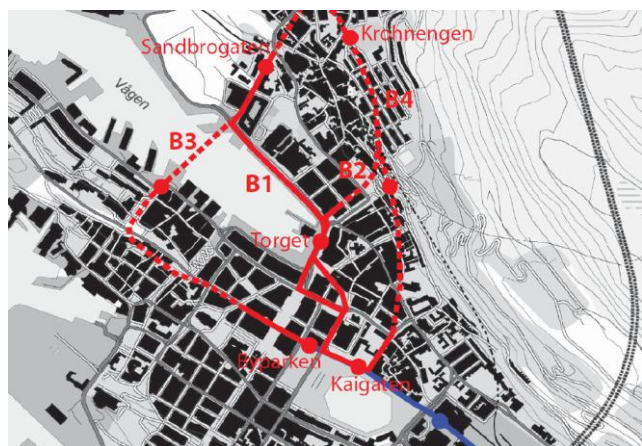 Krohnengen
Sandbrogaten
Vågen
B4
B3
B1
B2
Torget
Byparken
Kaigaten